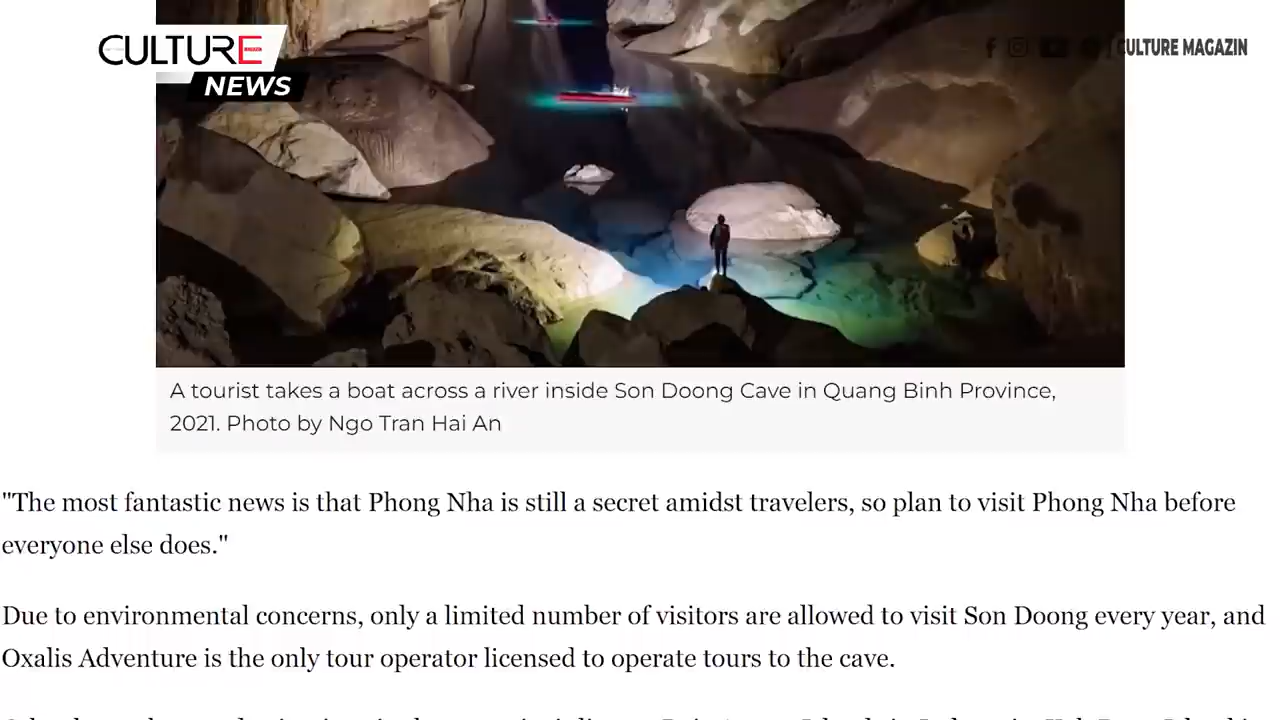 CULTURE
NEWS
CULTURE MAGAZIN
A tourist takes a boat across a river inside Son Doong Cave in Quang Binh Province,
2021. Photo by Ngo Tran Hai An
"The most fantastic news is that Phong Nha is still a secret amidst travelers, so plan to visit Phong Nha before
everyone else does."
Due to environmental concerns, only a limited number of visitors are allowed to visit Son Doong every year, and
Oxalis Adventure is the only tour operator licensed to operate tours to the cave.